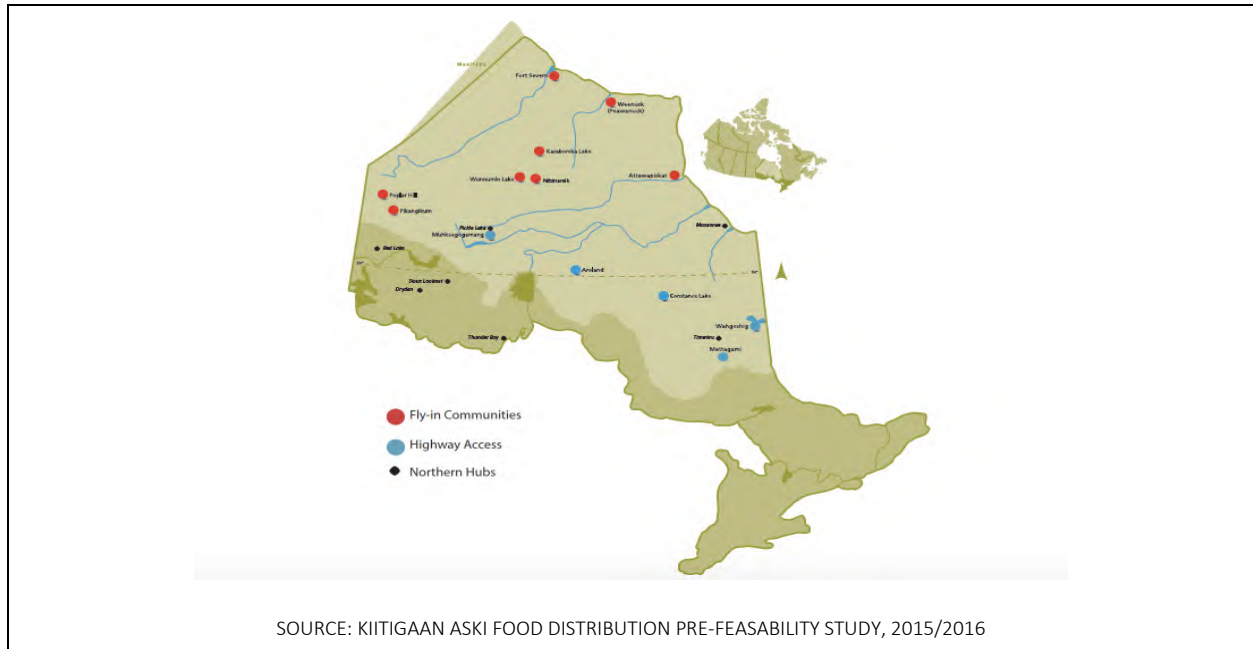 Manitoba
Fort Severn
Weenusk
(Peawanuck)
Kasabonika Lake
Wunnumin Lake
Nibinamik
Attawapiskat
Poplar Hill
Pikangikum
Pickle Lake
Mishkeegogamang
Moosonee
Red Lake
Aroland
50°
50°
Sioux Lookout
Dryden
Constance Lake
Wahgoshig
Thunder Bay
Timmins
Mattagami
Fly-in Communities
Highway Access
Northern Hubs
SOURCE: KIITIGAAN ASKI FOOD DISTRIBUTION PRE-FEASABILITY STUDY, 2015/2016